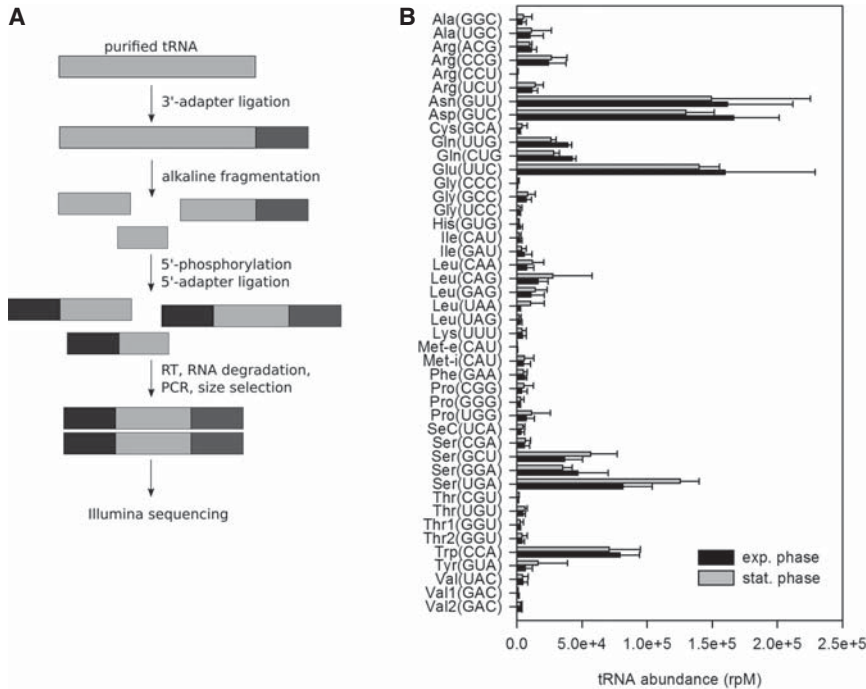 A
purified tRNA
3'-adapter ligation
alkaline fragmentation
5'-phosphorylation
5'-adapter ligation
RT, RNA degradation,
PCR, size selection
Illumina sequencing
B
Ala(GGC)
Ala(UGC)
Arg(ACG)
Arg(CCG)
Arg(CCU)
Arg(UCU)
Asn(GUU)
Asp(GUC)
Cys(GCA)
Gln(UUG)
Gln(CUG
Glu(UUC)
Gly(CCC)
Gly(GCC)
Gly(UCC)
His(GUG)
Ile(CAU)
Ile(GAU)
Leu(CAA)
Leu(CAG)
Leu(GAG)
Leu(UAA)
Leu(UAG)
Lys(UUU)
Met-e(CAU)
Met-i(CAU)
Phe(GAA)
Pro(CGG)
Pro(GGG)
Pro(UGG)
SeC(UCA)
Ser(CGA)
Ser(GCU)
Ser(GGA)
Ser(UGA)
Thr(CGU)
Thr(UGU)
Thr1(GGU)
Thr2(GGU)
Trp(CCA)
Tyr(GUA)
Val(UAC)
Val1(GAC)
Val2(GAC)
exp. phase
stat. phase
0.0 5.0e+4 1.0e+5 1.5e+5 2.0e+5 2.5e+5
tRNA abundance (rpM)